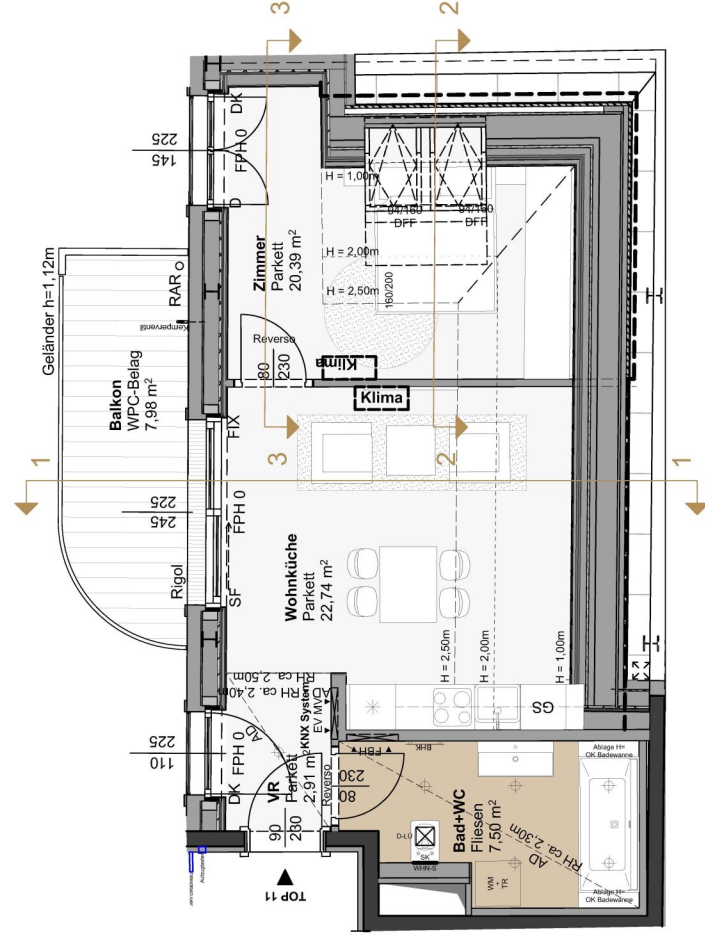 3
2
3
2
1
1
Geländer h=1,12m
Balkon
WPC-Belag
7,98 m²
RAR
Kemperventil
Rigol
225
145
FPH 0
D
DK
Zimmer
Parkett
20,39 m²
H = 1,00m
H = 2,00m
H = 2,50m
94/160
DFF
94/160
DFF
160/200
Reverso
80
230
Klima
Klima
225
245
FPH 0
SF
FIX
Wohnküche
Parkett
22,74 m²
H = 2,50m
H = 2,00m
H = 1,00m
GS
RH ca. 2,50m
AD RH ca. 2,40m
KNX System
EV MV
225
110
DK
FPH 0
AD
VR
Parkett
2,91 m²
Reverso
90
230
80
230
TOP 11
FBH
BHK
Bad+WC
Fliesen
7,50 m²
AD
RH ca. 2,30m
D-LÜ
SK
WHN-S
WM
+
TR
Ablage H=
OK Badewanne
Ablage H=
OK Badewanne